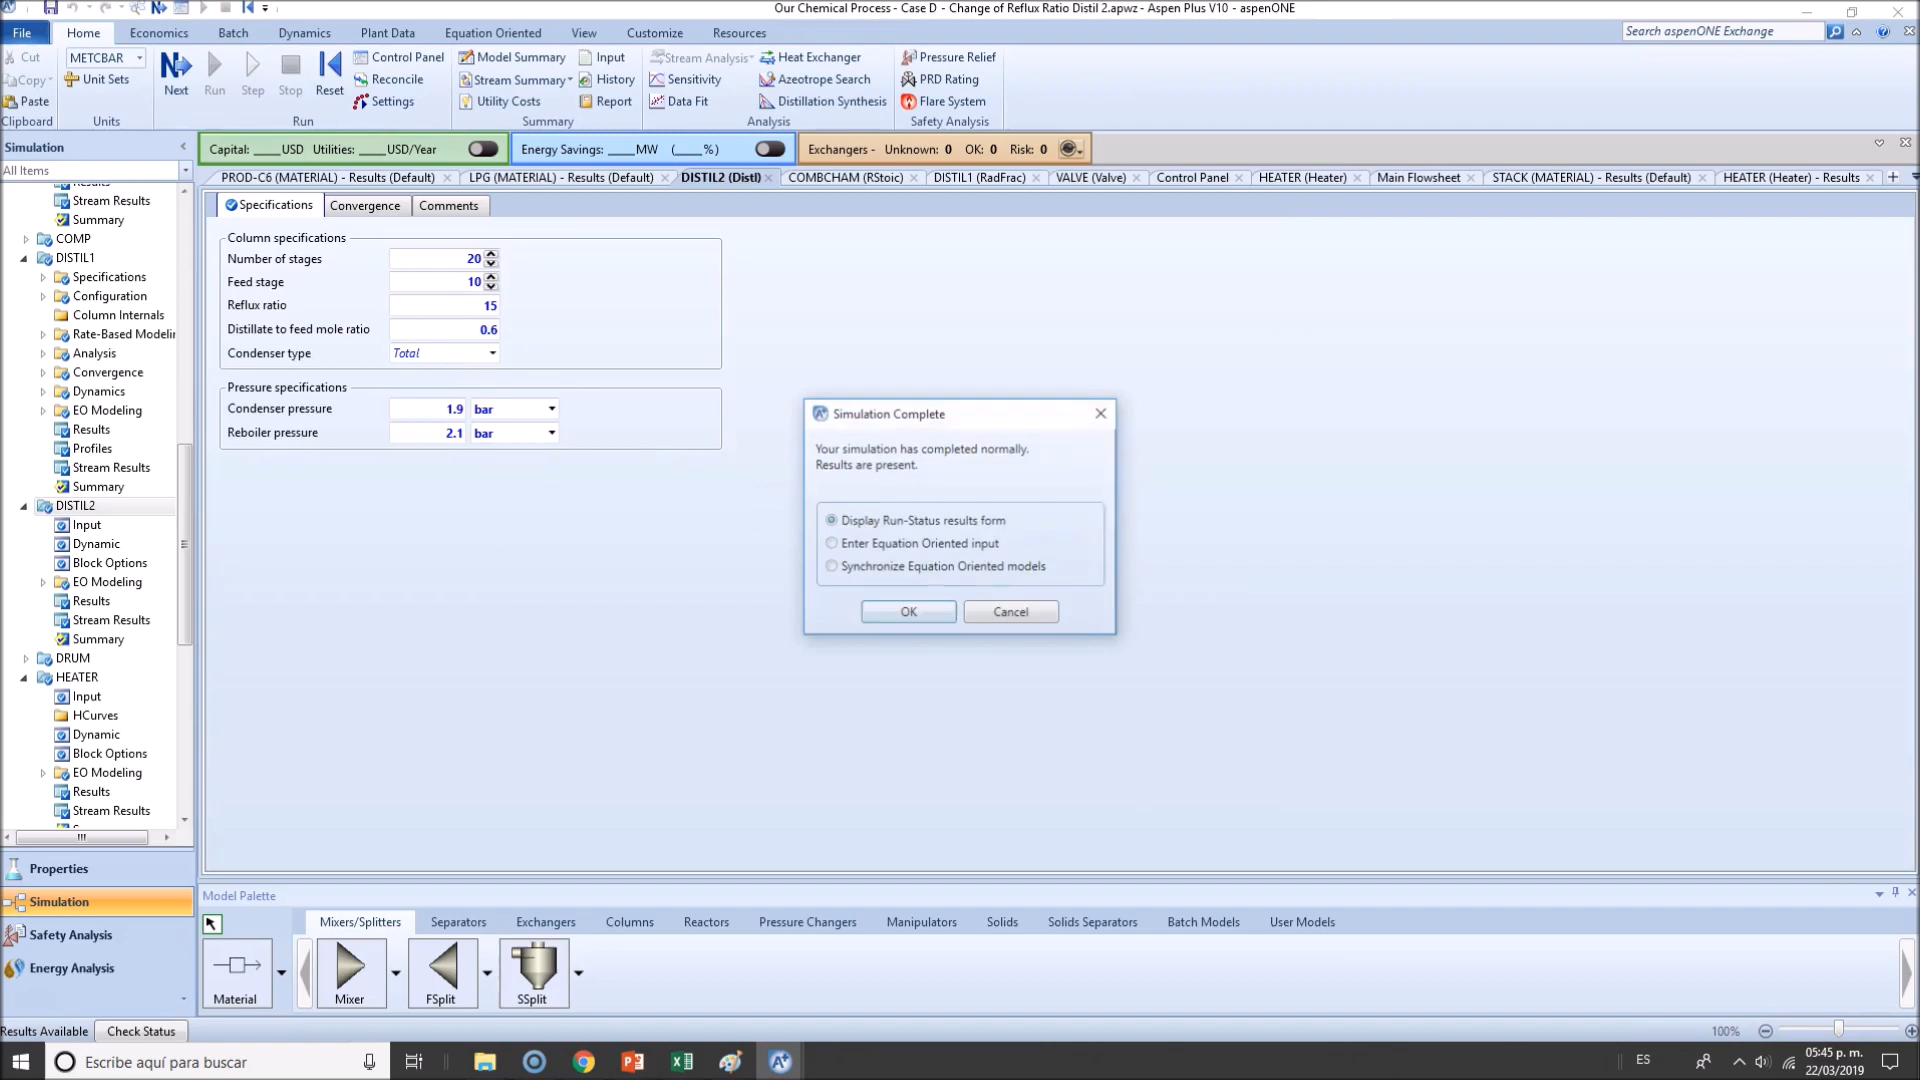 Our Chemical Process - Case D - Change of Reflux Ratio Distil 2.apwz - Aspen Plus V10 - aspenONE
File Home Economics Batch Dynamics Plant Data Equation Oriented View Customize Resources
Search aspenONE Exchange
Cut METCBAR Control Panel Model Summary Input Stream Analysis Heat Exchanger Pressure Relief
Copy Unit Sets Next Run Step Stop Reset Reconcile Stream Summary History Sensitivity Azeotrope Search PRD Rating
Paste Settings Utility Costs Report Data Fit Distillation Synthesis Flare System
Clipboard Units Run Summary Analysis Safety Analysis
Simulation
Capital: ____USD Utilities: ____USD/Year Energy Savings: ____MW (____%) Exchangers - Unknown: 0 OK: 0 Risk: 0
All Items
PROD-C6 (MATERIAL) - Results (Default) LPG (MATERIAL) - Results (Default) DISTIL2 (Distl) COMBCHAM (RStoic) DISTIL1 (RadFrac) VALVE (Valve) Control Panel HEATER (Heater) Main Flowsheet STACK (MATERIAL) - Results (Default) HEATER (Heater) - Results
Stream Results
Summary
COMP
DISTIL1
Specifications
Configuration
Column Internals
Rate-Based Modelin
Analysis
Convergence
Dynamics
EO Modeling
Results
Profiles
Stream Results
Summary
DISTIL2
Input
Dynamic
Block Options
EO Modeling
Results
Stream Results
Summary
DRUM
HEATER
Input
HCurves
Dynamic
Block Options
EO Modeling
Results
Stream Results
Specifications Convergence Comments
Column specifications
Number of stages 20
Feed stage 10
Reflux ratio 15
Distillate to feed mole ratio 0.6
Condenser type Total
Pressure specifications
Condenser pressure 1.9 bar
Reboiler pressure 2.1 bar
Simulation Complete
Your simulation has completed normally.
Results are present.
Display Run-Status results form
Enter Equation Oriented input
Synchronize Equation Oriented models
OK Cancel
Properties
Simulation
Safety Analysis
Energy Analysis
Model Palette
Mixers/Splitters Separators Exchangers Columns Reactors Pressure Changers Manipulators Solids Solids Separators Batch Models User Models
Material Mixer FSplit SSplit
Results Available Check Status 100%
Escribe aquí para buscar
ES
05:45 p. m.
22/03/2019